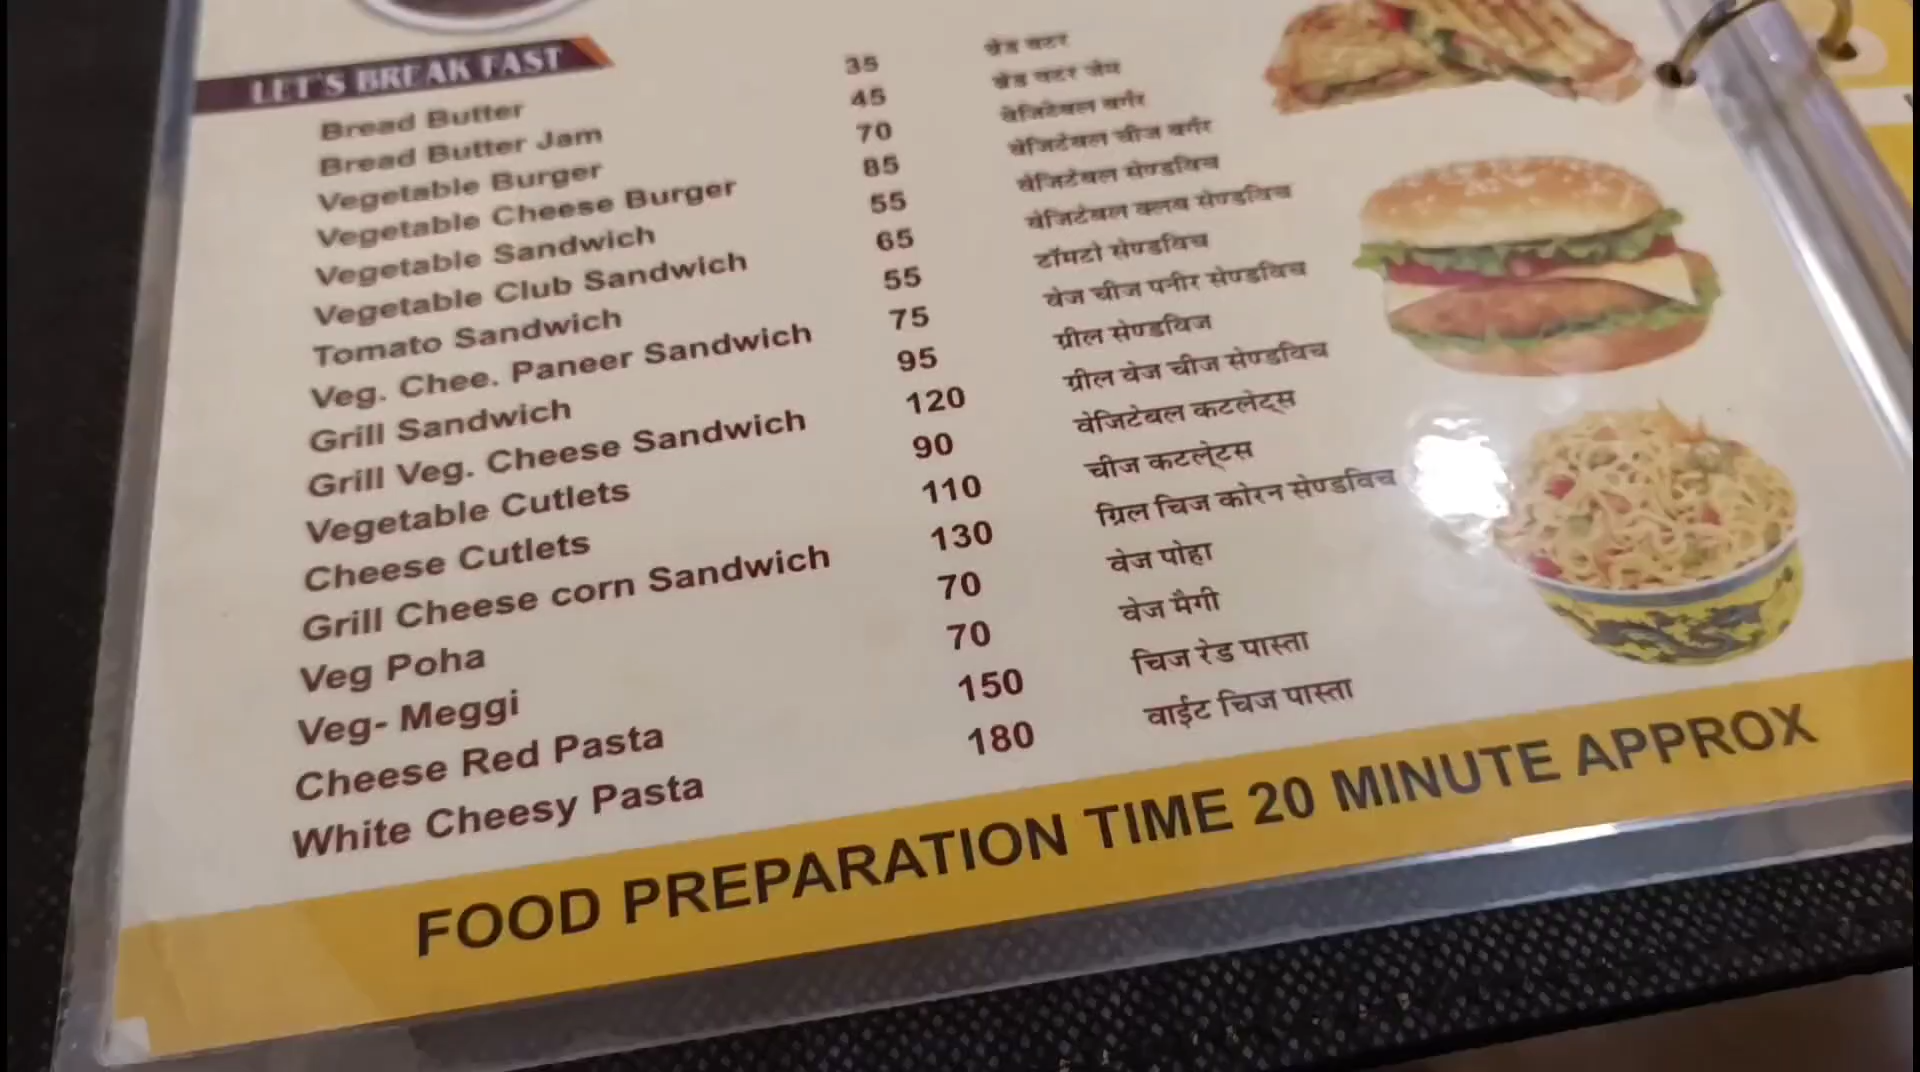 LET'S BREAK FAST
Bread Butter 35 ब्रेड बटर
Bread Butter Jam 45 ब्रेड बटर जेम
Vegetable Burger 70 वेजिटेबल बर्गर
Vegetable Cheese Burger 85 वेजिटेबल चीज बर्गर
Vegetable Sandwich 55 वेजिटेबल सेण्डविच
Vegetable Club Sandwich 65 वेजिटेबल क्लब सेण्डविच
Tomato Sandwich 55 टॉमटो सेण्डविच
Veg. Chee. Paneer Sandwich 75 वेज चीज पनीर सेण्डविच
Grill Sandwich 95 ग्रील सेण्डविज
Grill Veg. Cheese Sandwich 120 ग्रील वेज चीज सेण्डविच
Vegetable Cutlets 90 वेजिटेबल कटलेट्स
Cheese Cutlets 110 चीज कटल्ेटस
Grill Cheese corn Sandwich 130 ग्रिल चिज कोरन सेण्डविच
Veg Poha 70 वेज पोहा
Veg- Meggi 70 वेज मैगी
Cheese Red Pasta 150 चिज रेड पास्ता
White Cheesy Pasta 180 वाईट चिज पास्ता
FOOD PREPARATION TIME 20 MINUTE APPROX